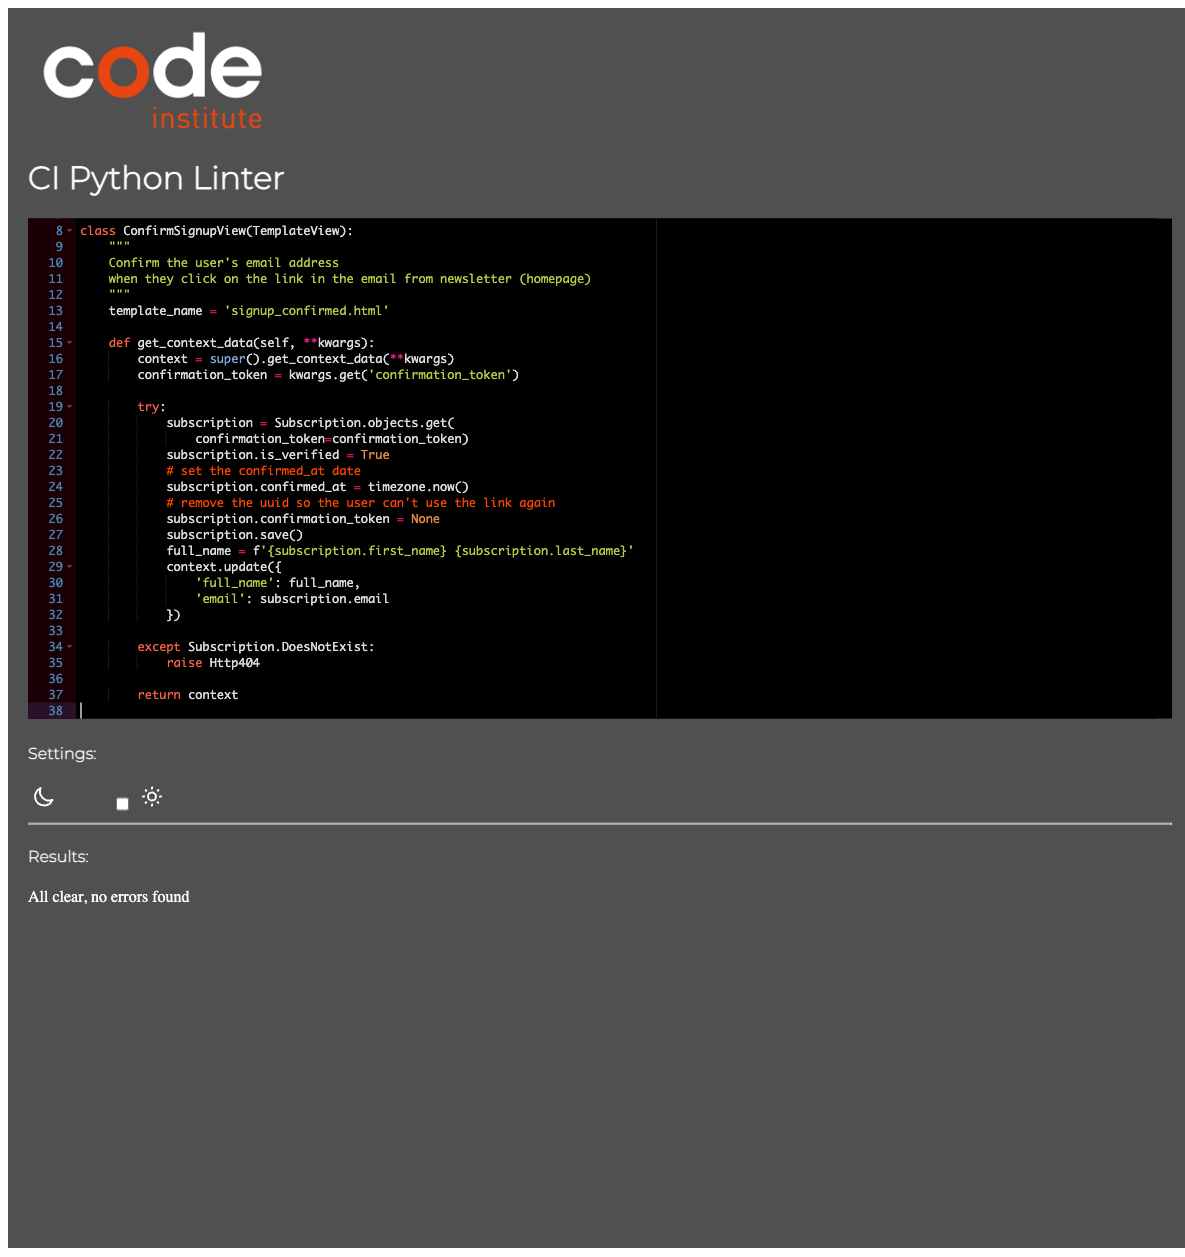 code
institute
CI Python Linter
8 class ConfirmSignupView(TemplateView):
9     """
10     Confirm the user's email address
11     when they click on the link in the email from newsletter (homepage)
12     """
13     template_name = 'signup_confirmed.html'
14
15     def get_context_data(self, **kwargs):
16         context = super().get_context_data(**kwargs)
17         confirmation_token = kwargs.get('confirmation_token')
18
19         try:
20             subscription = Subscription.objects.get(
21                 confirmation_token=confirmation_token)
22             subscription.is_verified = True
23             # set the confirmed_at date
24             subscription.confirmed_at = timezone.now()
25             # remove the uuid so the user can't use the link again
26             subscription.confirmation_token = None
27             subscription.save()
28             full_name = f'{subscription.first_name} {subscription.last_name}'
29             context.update({
30                 'full_name': full_name,
31                 'email': subscription.email
32             })
33
34         except Subscription.DoesNotExist:
35             raise Http404
36
37         return context
38
Settings:
Results:
All clear, no errors found